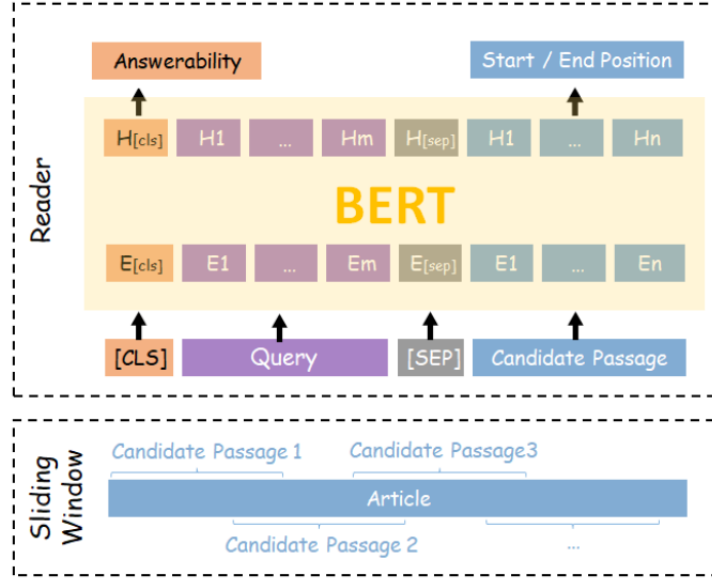 Answerability
Start / End Position
H[cls] H1 ... Hm H[sep] H1 ... Hn
BERT
E[cls] E1 ... Em E[sep] E1 ... En
[CLS] Query [SEP] Candidate Passage
Reader
Candidate Passage 1
Candidate Passage3
Article
Candidate Passage 2
...
Sliding
Window